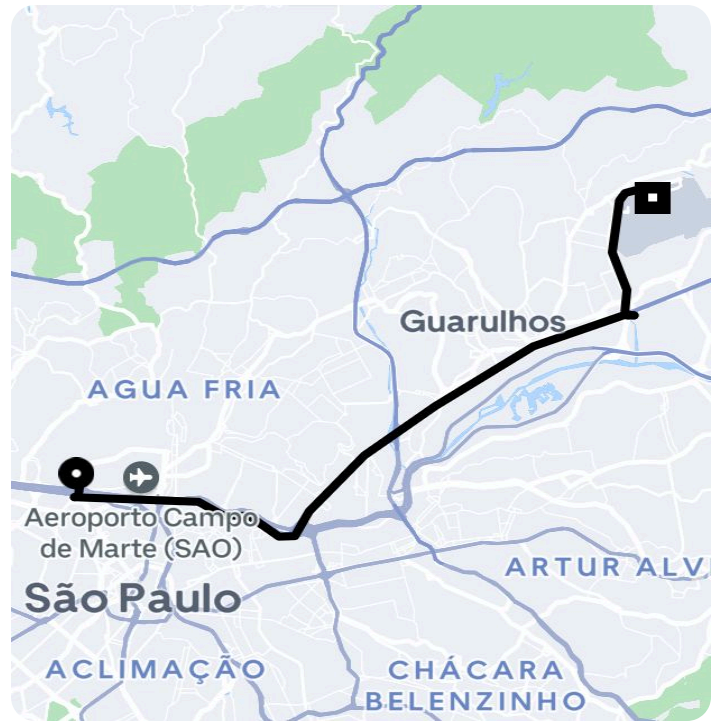 Guarulhos
AGUA FRIA
Aeroporto Campo
de Marte (SAO)
ARTUR ALV
São Paulo
ACLIMAÇÃO
CHÁCARA
BELENZINHO